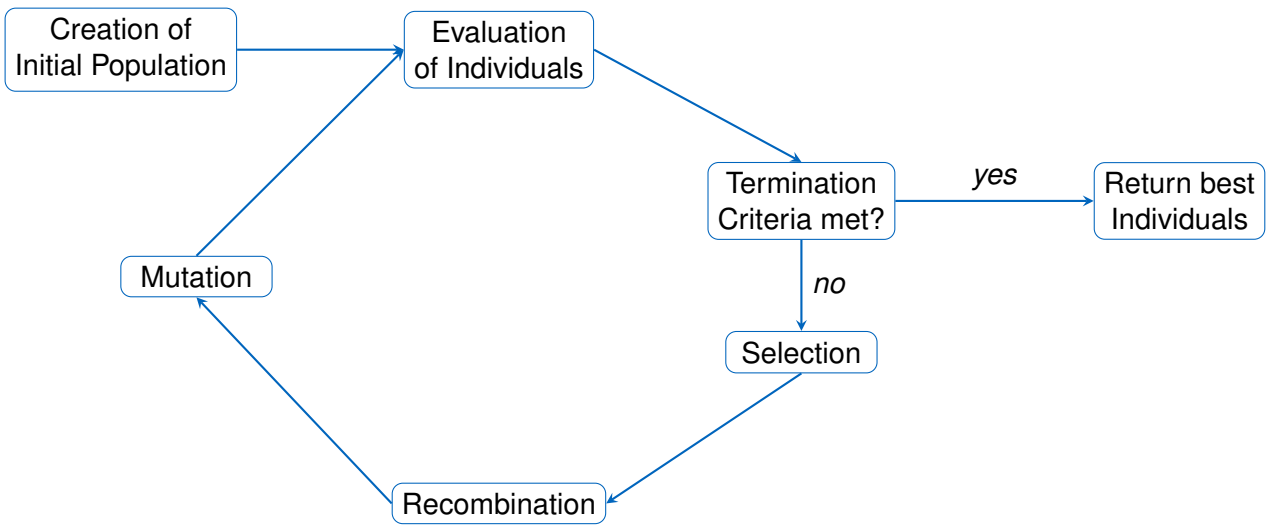 Creation of
Initial Population
Evaluation
of Individuals
Termination
Criteria met?
yes
Return best
Individuals
no
Mutation
Selection
Recombination